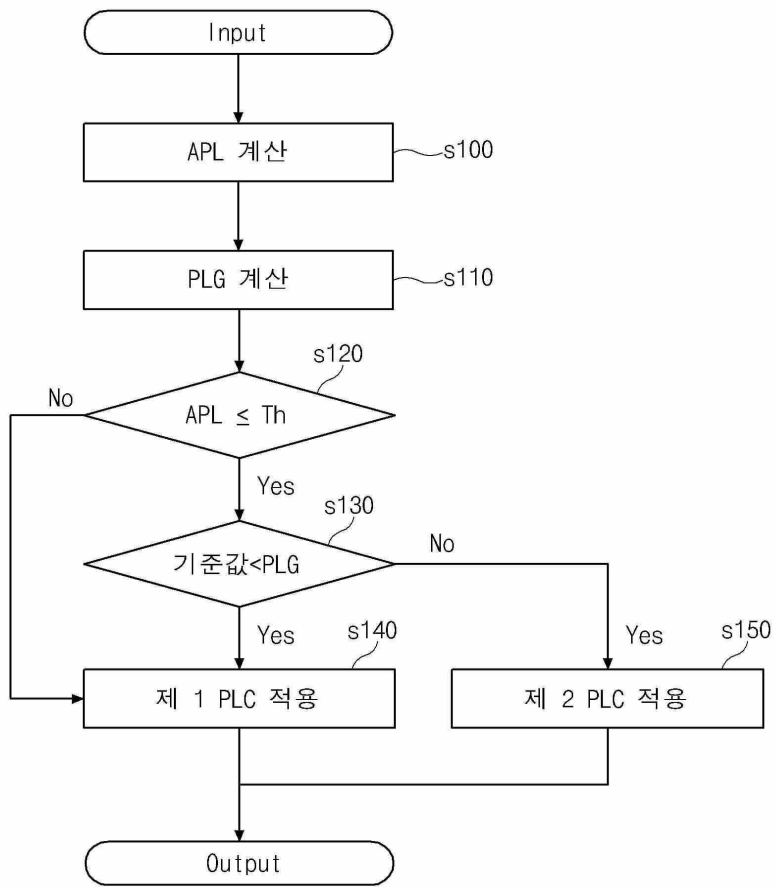 Input
APL 계산
s100
PLG 계산
s110
s120
No
APL ≤ Th
Yes
s130
기준값<PLG
No
Yes
s140
Yes
s150
제 1 PLC 적용
제 2 PLC 적용
Output